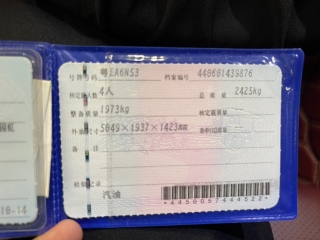 号牌号码 粤EA6NS3 档案编号 440601439876
核定载人数 4人 总质量 2425kg
整备质量 1973kg 核定载质量 --
外廓尺寸 5049×1937×1423mm 准牵引总质量 --
备注
检验记录
汽油
*4450057444522*